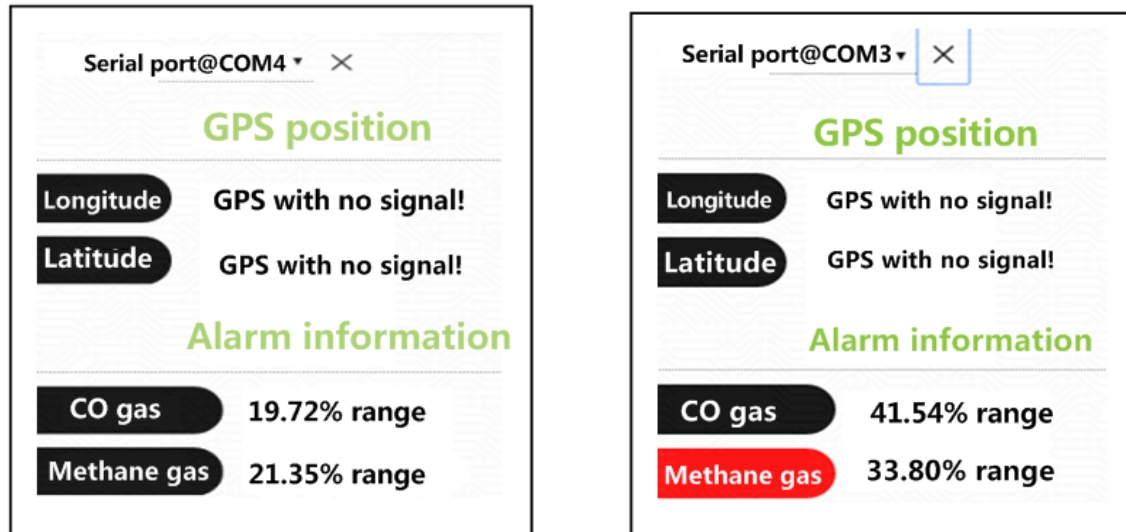 Serial port@COM4
GPS position
Longitude GPS with no signal!
Latitude GPS with no signal!
Alarm information
CO gas 19.72% range
Methane gas 21.35% range
Serial port@COM3
GPS position
Longitude GPS with no signal!
Latitude GPS with no signal!
Alarm information
CO gas 41.54% range
Methane gas 33.80% range